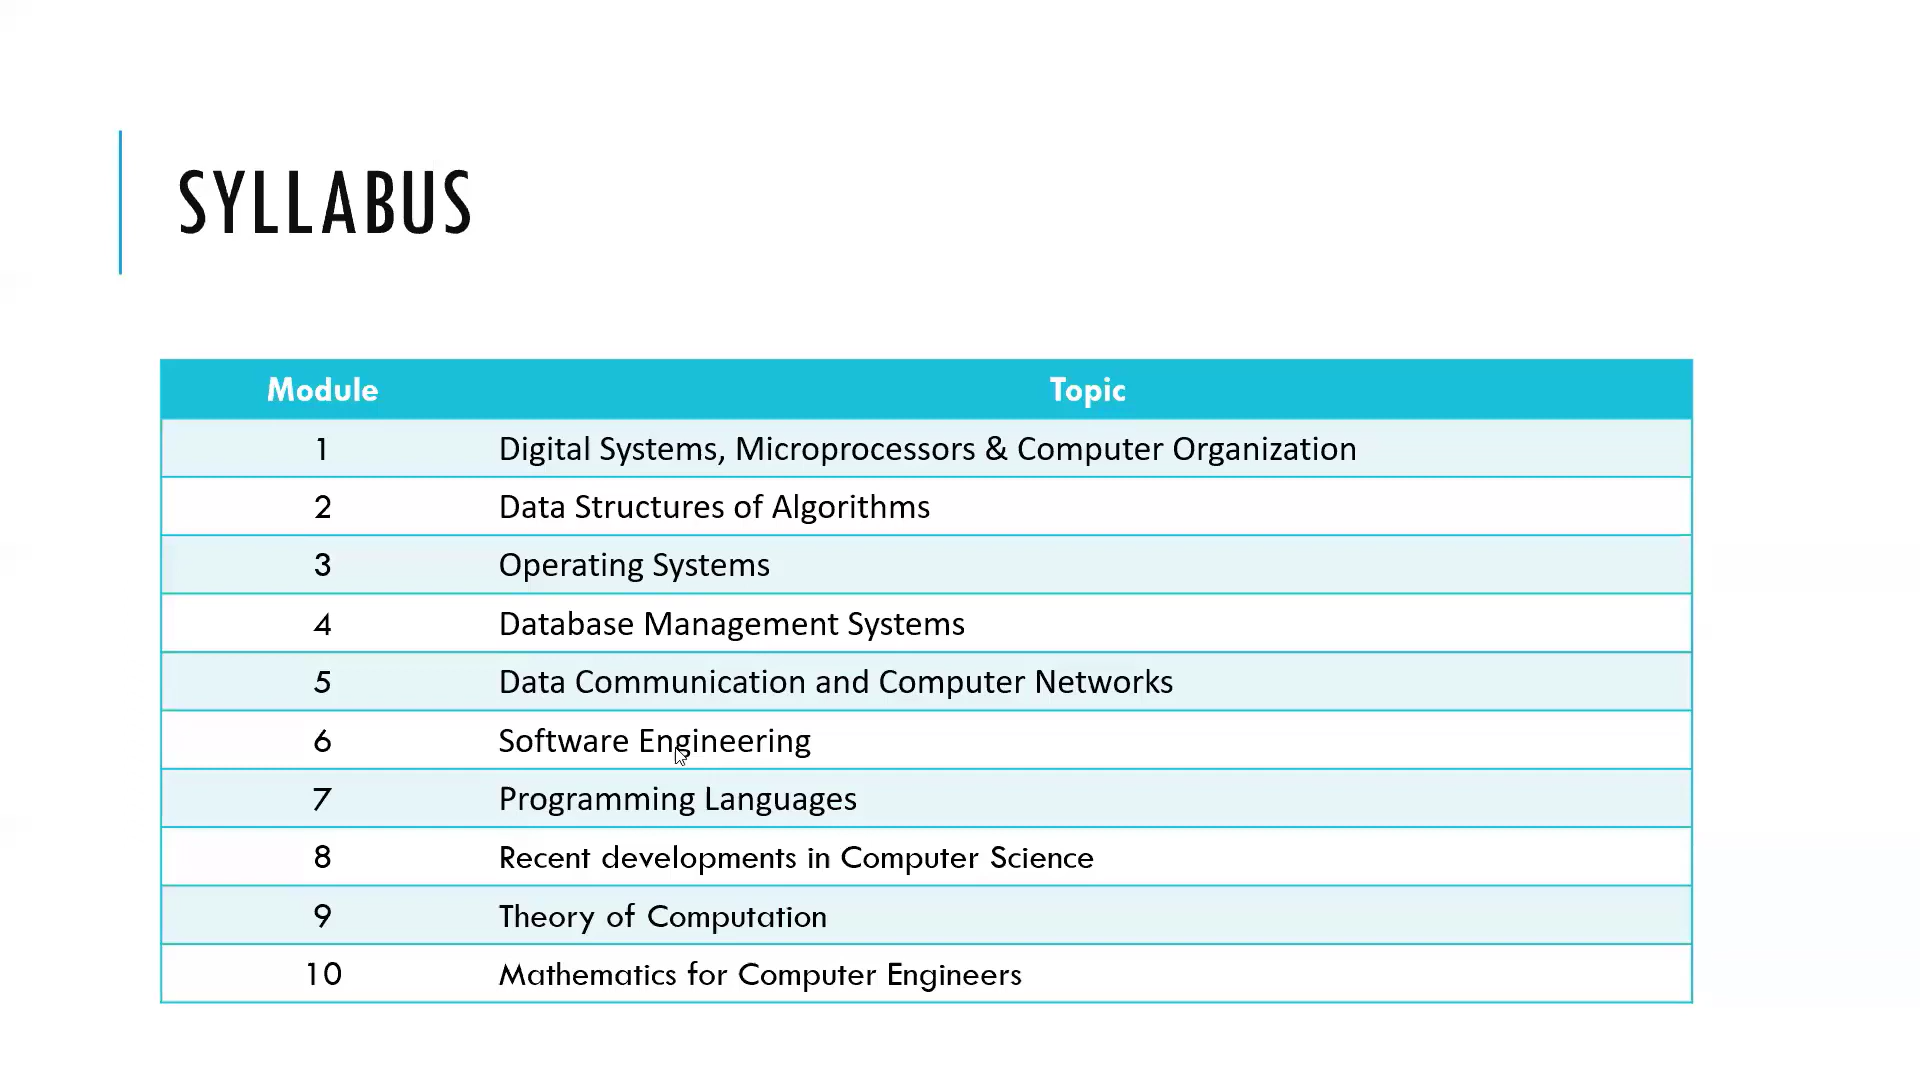 SYLLABUS
Module Topic
1 Digital Systems, Microprocessors & Computer Organization
2 Data Structures of Algorithms
3 Operating Systems
4 Database Management Systems
5 Data Communication and Computer Networks
6 Software Engineering
7 Programming Languages
8 Recent developments in Computer Science
9 Theory of Computation
10 Mathematics for Computer Engineers